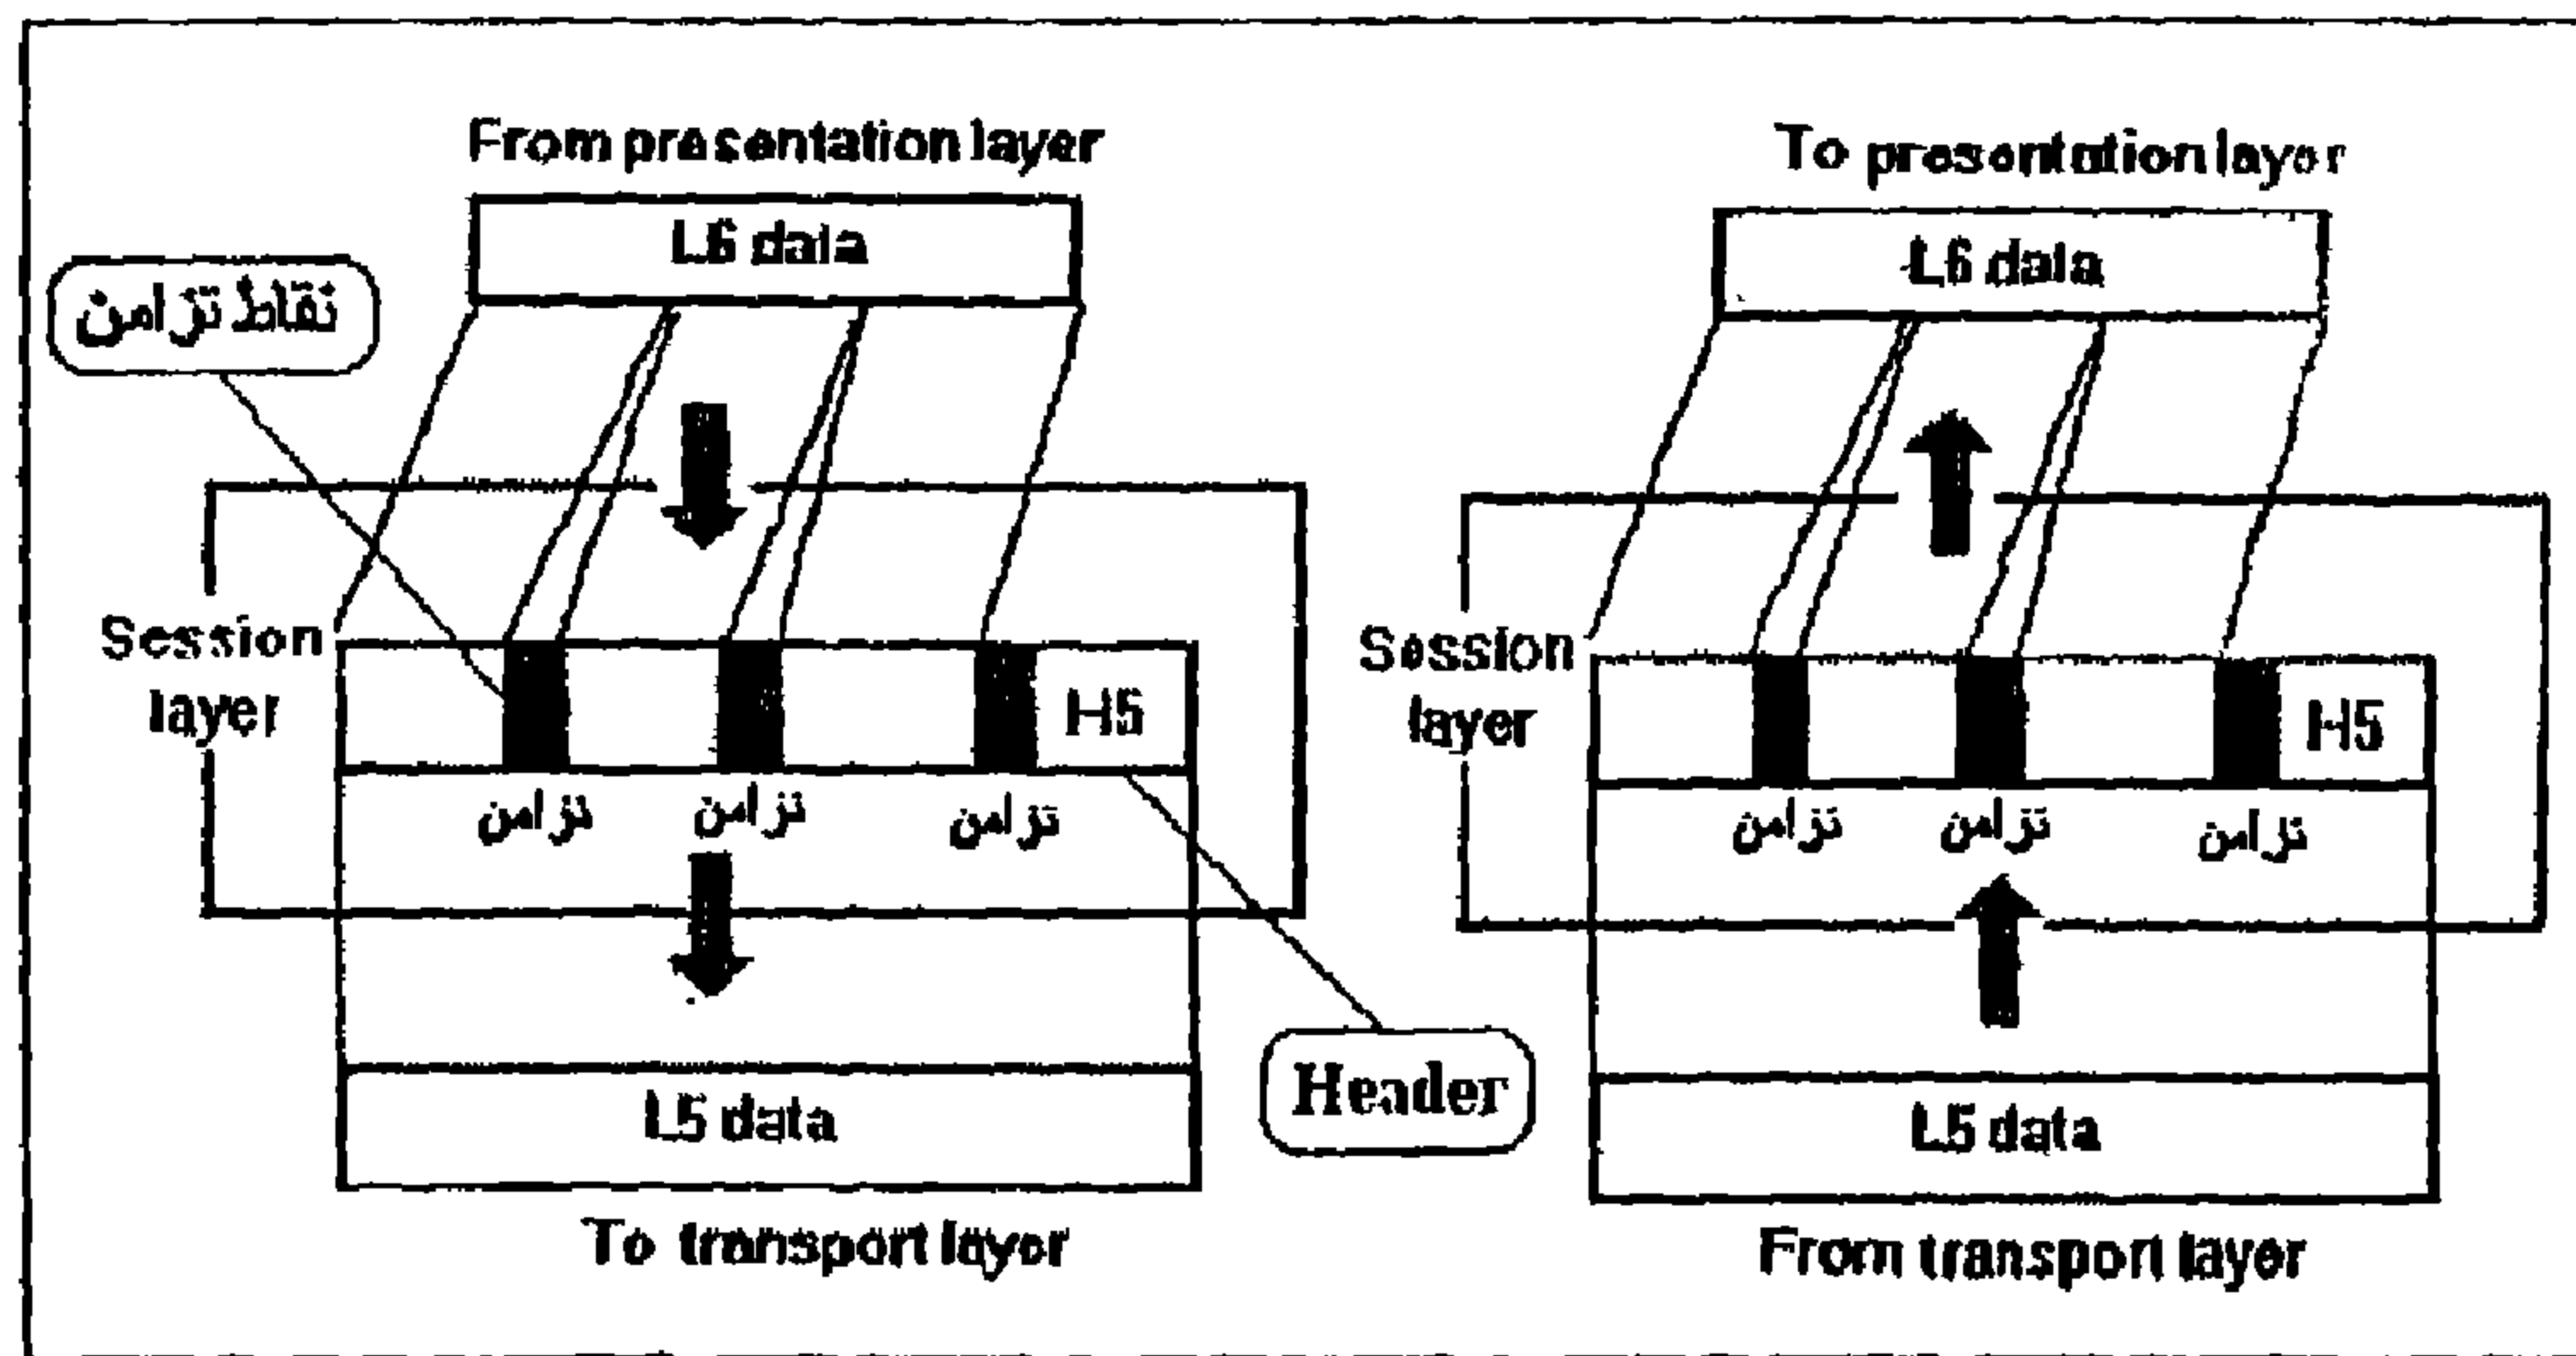 From presentation layer
L6 data
نقاط تزامن
Session
layer
H5
تزامن تزامن تزامن
Header
L5 data
To transport layer
To presentation layer
L6 data
Session
layer
H5
تزامن تزامن تزامن
L5 data
From transport layer